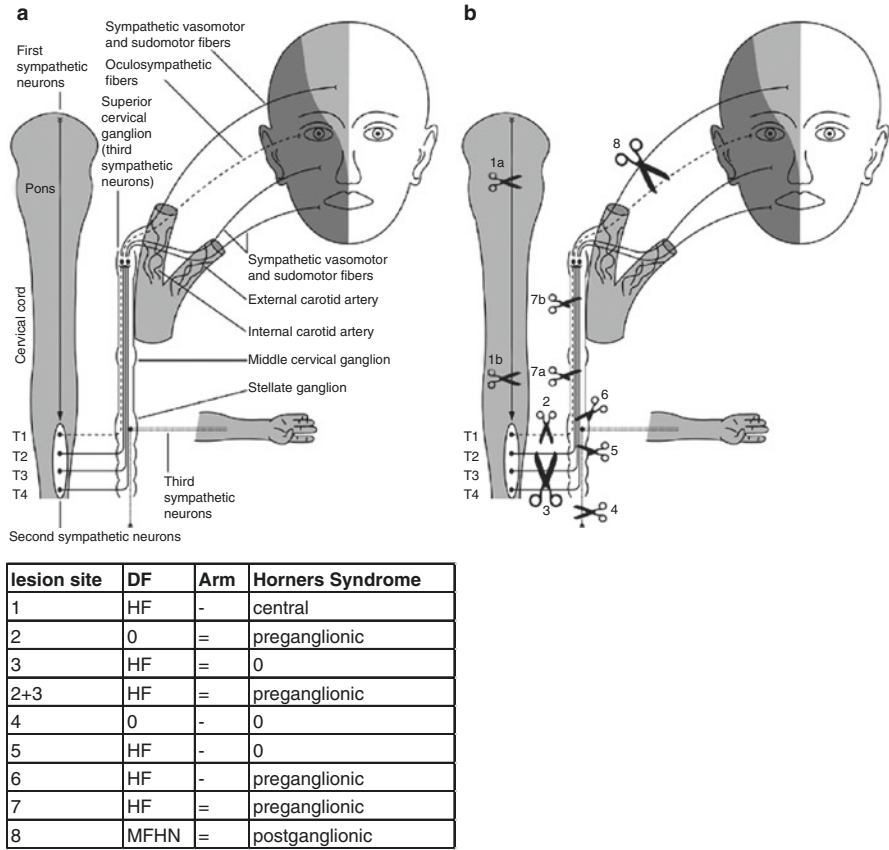 a
Sympathetic vasomotor
and sudomotor fibers
Oculosympathetic
fibers
First
sympathetic
neurons
Superior
cervical
ganglion
(third
sympathetic
neurons)
Pons
Cervical cord
Sympathetic vasomotor
and sudomotor fibers
External carotid artery
Internal carotid artery
Middle cervical ganglion
Stellate ganglion
T1
T2
T3
T4
Third
sympathetic
neurons
Second sympathetic neurons
b
8
1a
7b
7a
1b
6
2
T1
T2
T3
T4
5
3
4
lesion site DF Arm Horners Syndrome
1 HF - central
2 0 = preganglionic
3 HF = 0
2+3 HF = preganglionic
4 0 - 0
5 HF - 0
6 HF - preganglionic
7 HF = preganglionic
8 MFHN = postganglionic